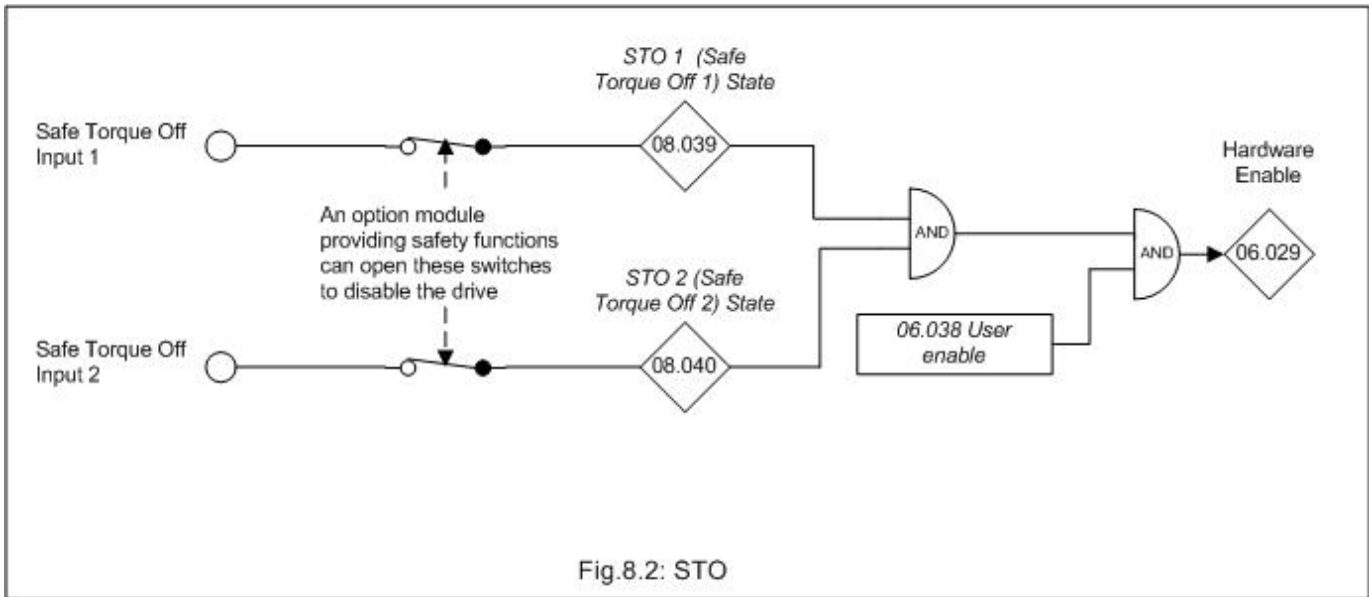 STO 1 (Safe
Torque Off 1) State
Safe Torque Off
Input 1
08.039
Hardware
Enable
An option module
providing safety functions
can open these switches
to disable the drive
AND
AND
06.029
STO 2 (Safe
Torque Off 2) State
06.038 User
enable
Safe Torque Off
Input 2
08.040
Fig.8.2: STO